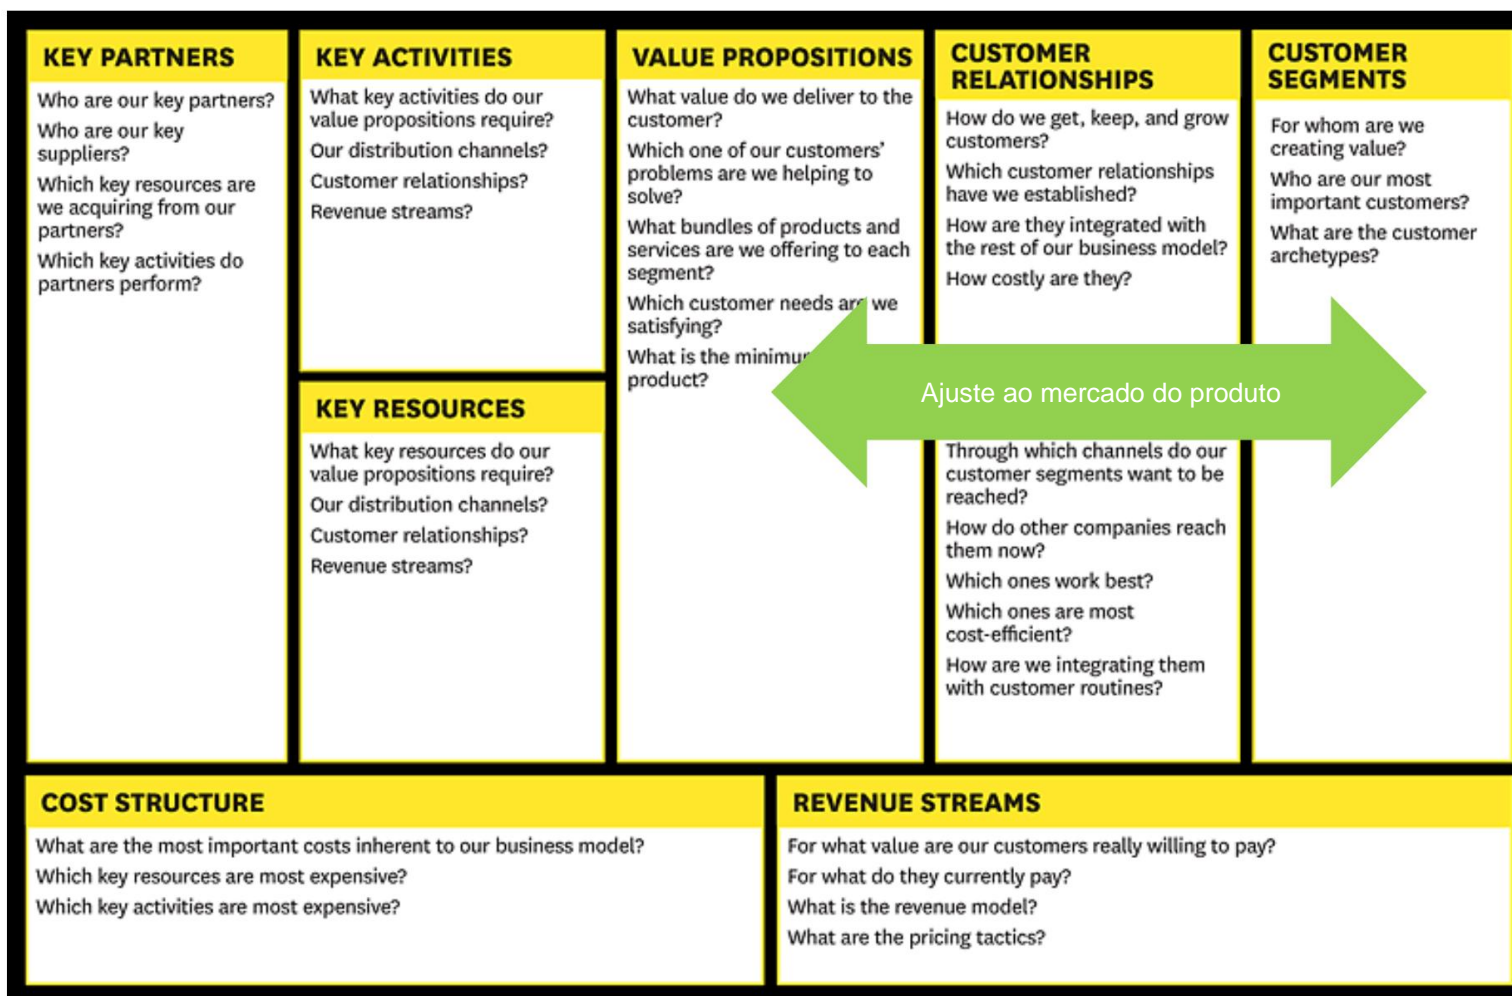 KEY PARTNERS
Who are our key partners?
Who are our key
suppliers?
Which key resources are
we acquiring from our
partners?
Which key activities do
partners perform?
KEY ACTIVITIES
What key activities do our
value propositions require?
Our distribution channels?
Customer relationships?
Revenue streams?
KEY RESOURCES
What key resources do our
value propositions require?
Our distribution channels?
Customer relationships?
Revenue streams?
VALUE PROPOSITIONS
What value do we deliver to the
customer?
Which one of our customers’
problems are we helping to
solve?
What bundles of products and
services are we offering to each
segment?
Which customer needs are we
satisfying?
What is the
product?
CUSTOMER
RELATIONSHIPS
How do we get, keep, and grow
customers?
Which customer relationships
have we established?
How are they integrated with
the rest of our business model?
How costly are they?
Ajuste ao mercado do produto
Through which channels do our
customer segments want to be
reached?
How do other companies reach
them now?
Which ones work best?
Which ones are most
cost-efficient?
How are we integrating them
with customer routines?
CUSTOMER
SEGMENTS
For whom are we
creating value?
Who are our most
important customers?
What are the customer
archetypes?
COST STRUCTURE
What are the most important costs inherent to our business model?
Which key resources are most expensive?
Which key activities are most expensive?
REVENUE STREAMS
For what value are our customers really willing to pay?
For what do they currently pay?
What is the revenue model?
What are the pricing tactics?